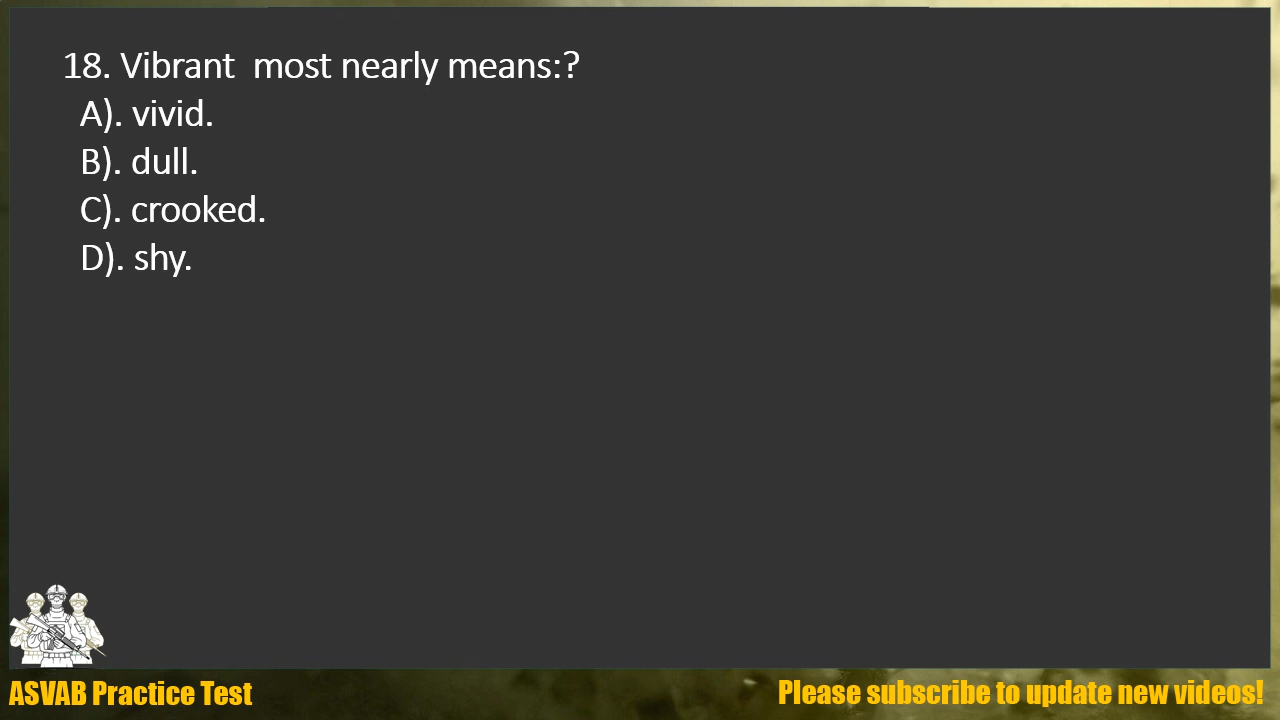 18. Vibrant  most nearly means:?
A). vivid.
B). dull.
C). crooked.
D). shy.
ASVAB Practice Test
Please subscribe to update new videos!